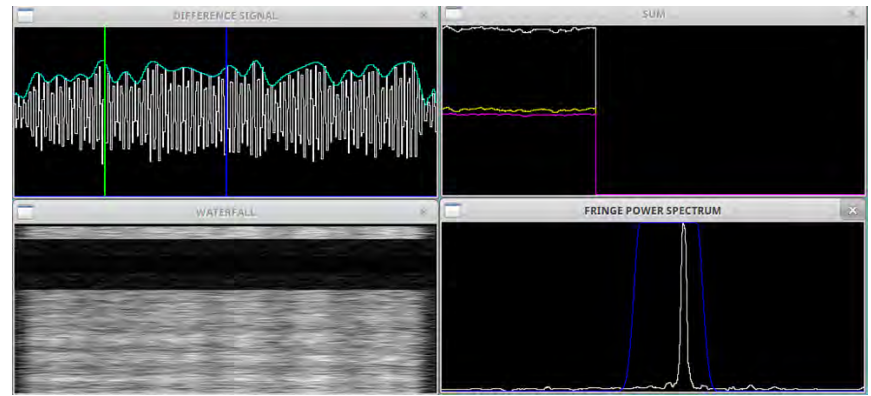 DIFFERENCE SIGNAL
SUM
WATERFALL
FRINGE POWER SPECTRUM